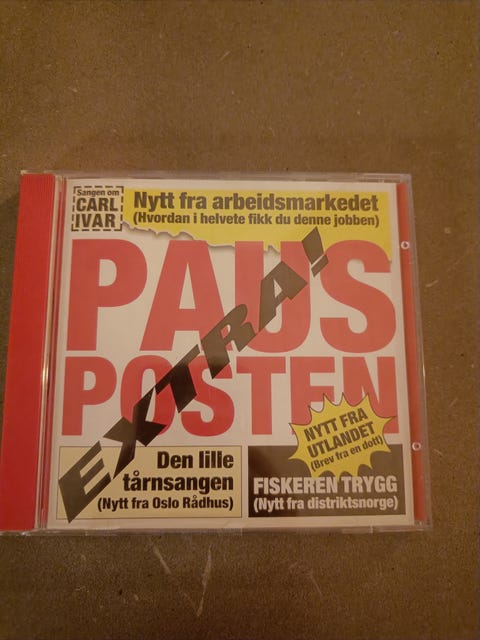 Sangen om
CARL
IVAR
Nytt fra arbeidsmarkedet
(Hvordan i helvete fikk du denne jobben)
PAUS
POSTEN
EXTRA!
NYTT FRA
UTLANDET
(Brev fra en dott)
Den lille
tårnsangen
(Nytt fra Oslo Rådhus)
FISKEREN TRYGG
(Nytt fra distriktsnorge)